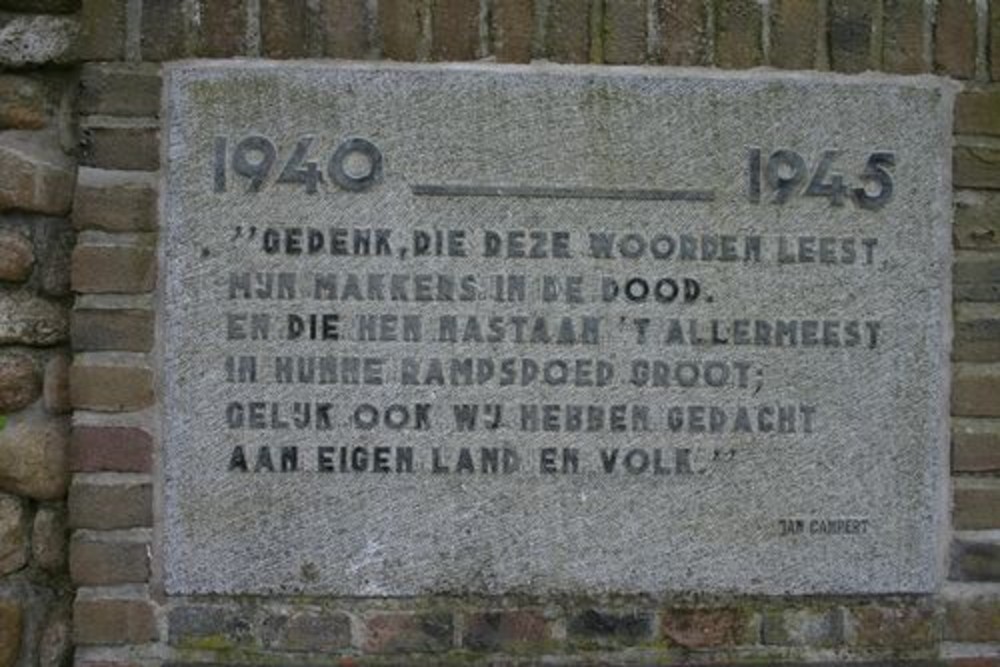 1940 1945
"GEDENK, DIE DEZE WOORDEN LEEST,
MIJN MAKKERS IN DE DOOD.
EN DIE HEN NASTAAN 'T ALLERMEEST
IN HUNNE RAMPSPOED GROOT;
GELIJK OOK WIJ HEBBEN GEDACHT
AAN EIGEN LAND EN VOLK."
JAN CAMPERT